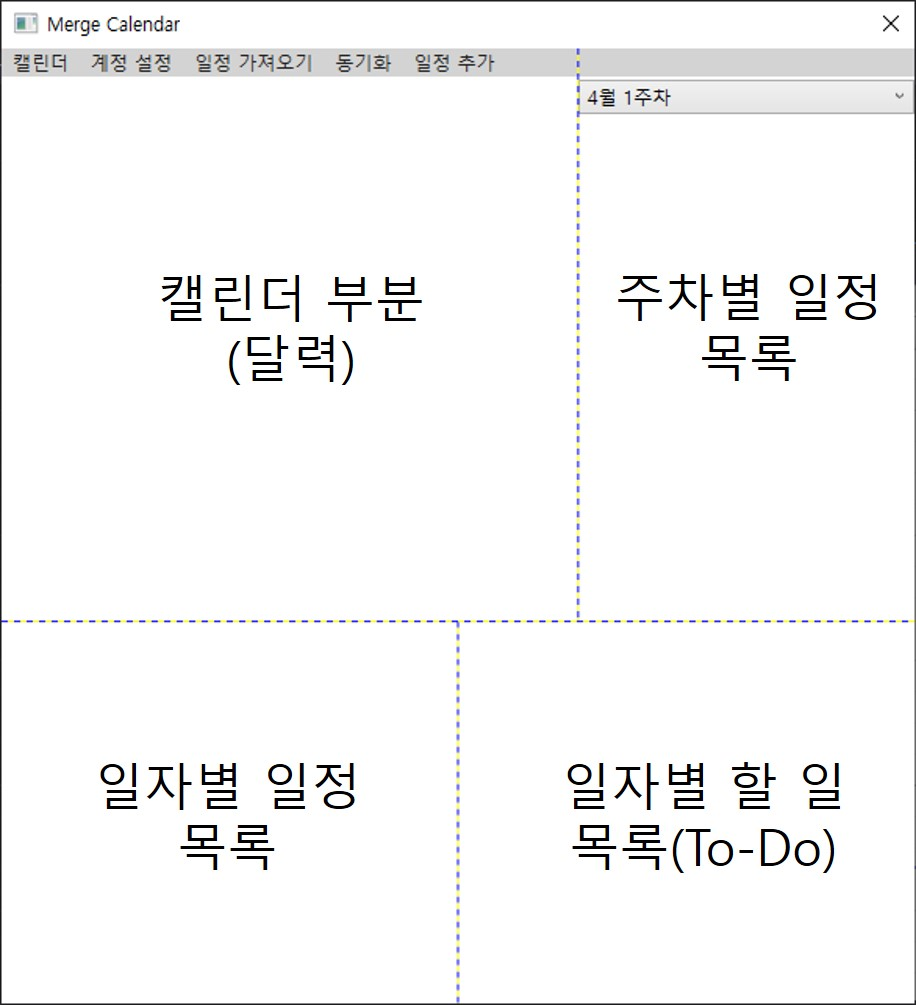 Merge Calendar
캘린더 계정 설정 일정 가져오기 동기화 일정 추가
4월 1주차
캘린더 부분
(달력)
주차별 일정
목록
일자별 일정
목록
일자별 할 일
목록(To-Do)